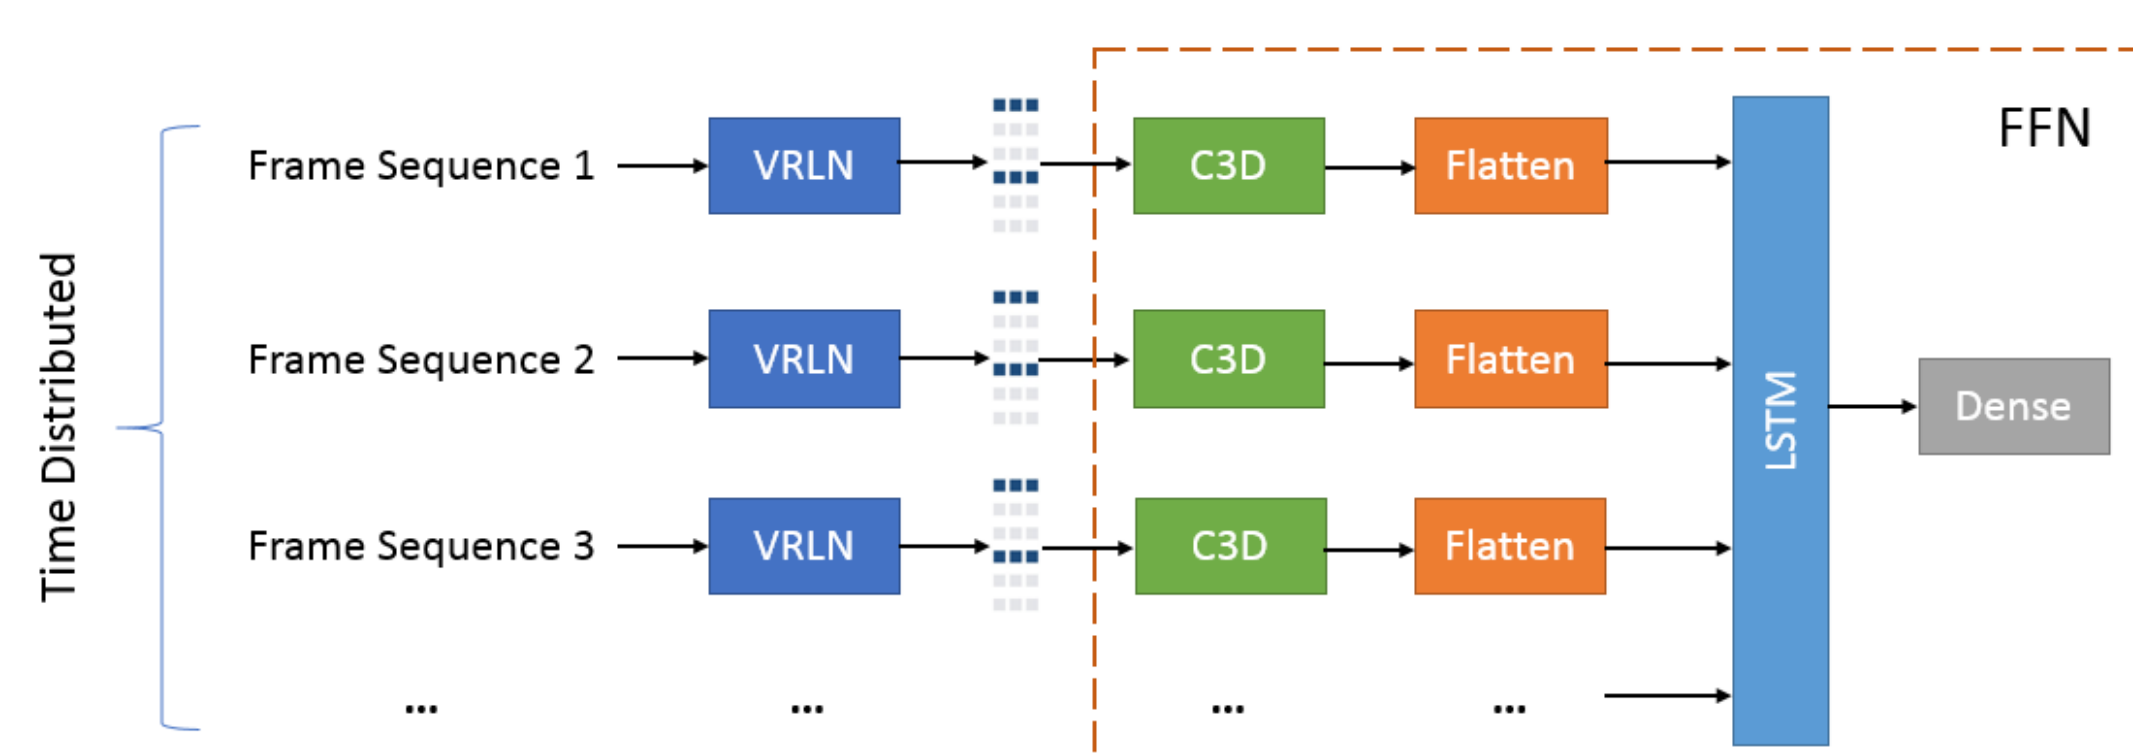 Time Distributed
FFN
Frame Sequence 1
VRLN
C3D
Flatten
Frame Sequence 2
VRLN
C3D
Flatten
LSTM
Dense
Frame Sequence 3
VRLN
C3D
Flatten
...
...
...
...